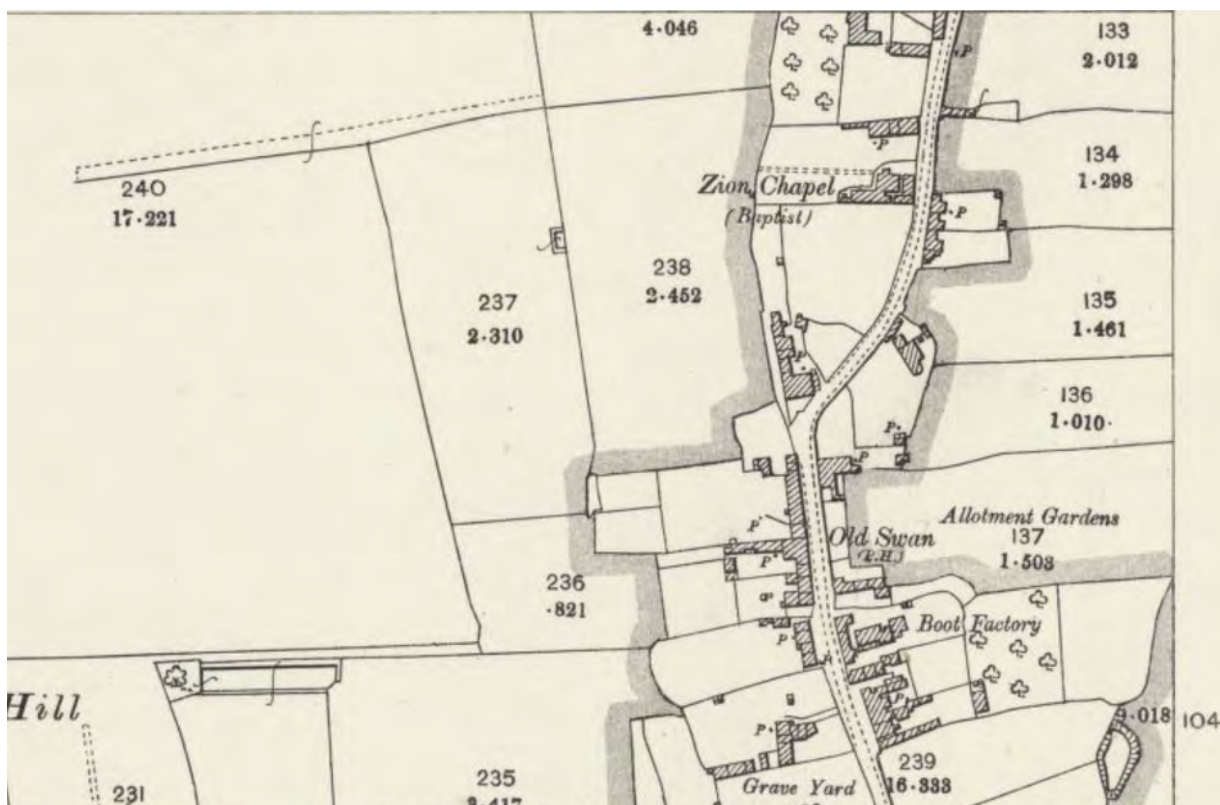 4·046
133
2·012
P
240
17·221
134
1·298
P
Zion Chapel
(Baptist)
P
238
2·452
237
2·310
135
1·461
P
136
1·010
P
P
Allotment Gardens
137
1·503
P
Old Swan
(P.H.)
P
236
·821
P
Boot Factory
P
Hill
P
P
·018
104
239
16·333
235
Grave Yard
231